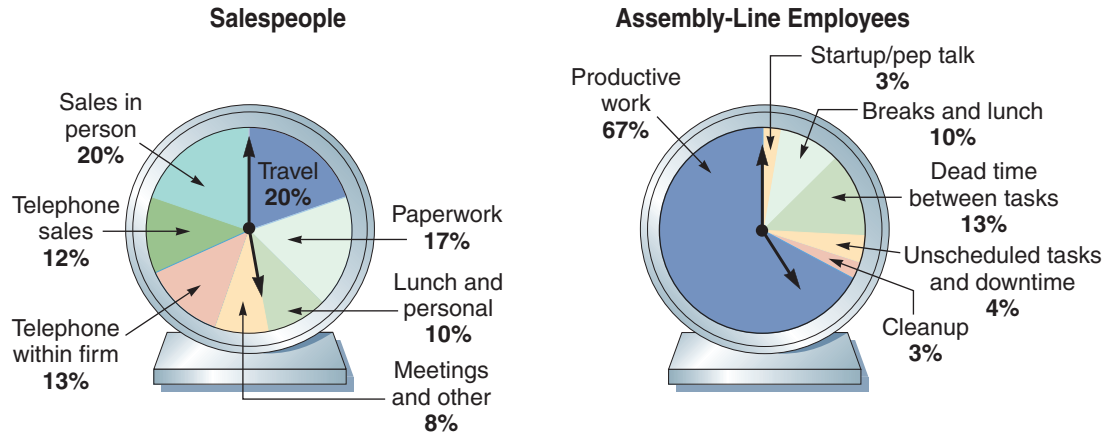 Salespeople
Sales in
person
20%
Travel
20%
Telephone
sales
12%
Paperwork
17%
Lunch and
personal
10%
Telephone
within firm
13%
Meetings
and other
8%
Assembly-Line Employees
Startup/pep talk
3%
Productive
work
67%
Breaks and lunch
10%
Dead time
between tasks
13%
Unscheduled tasks
and downtime
4%
Cleanup
3%